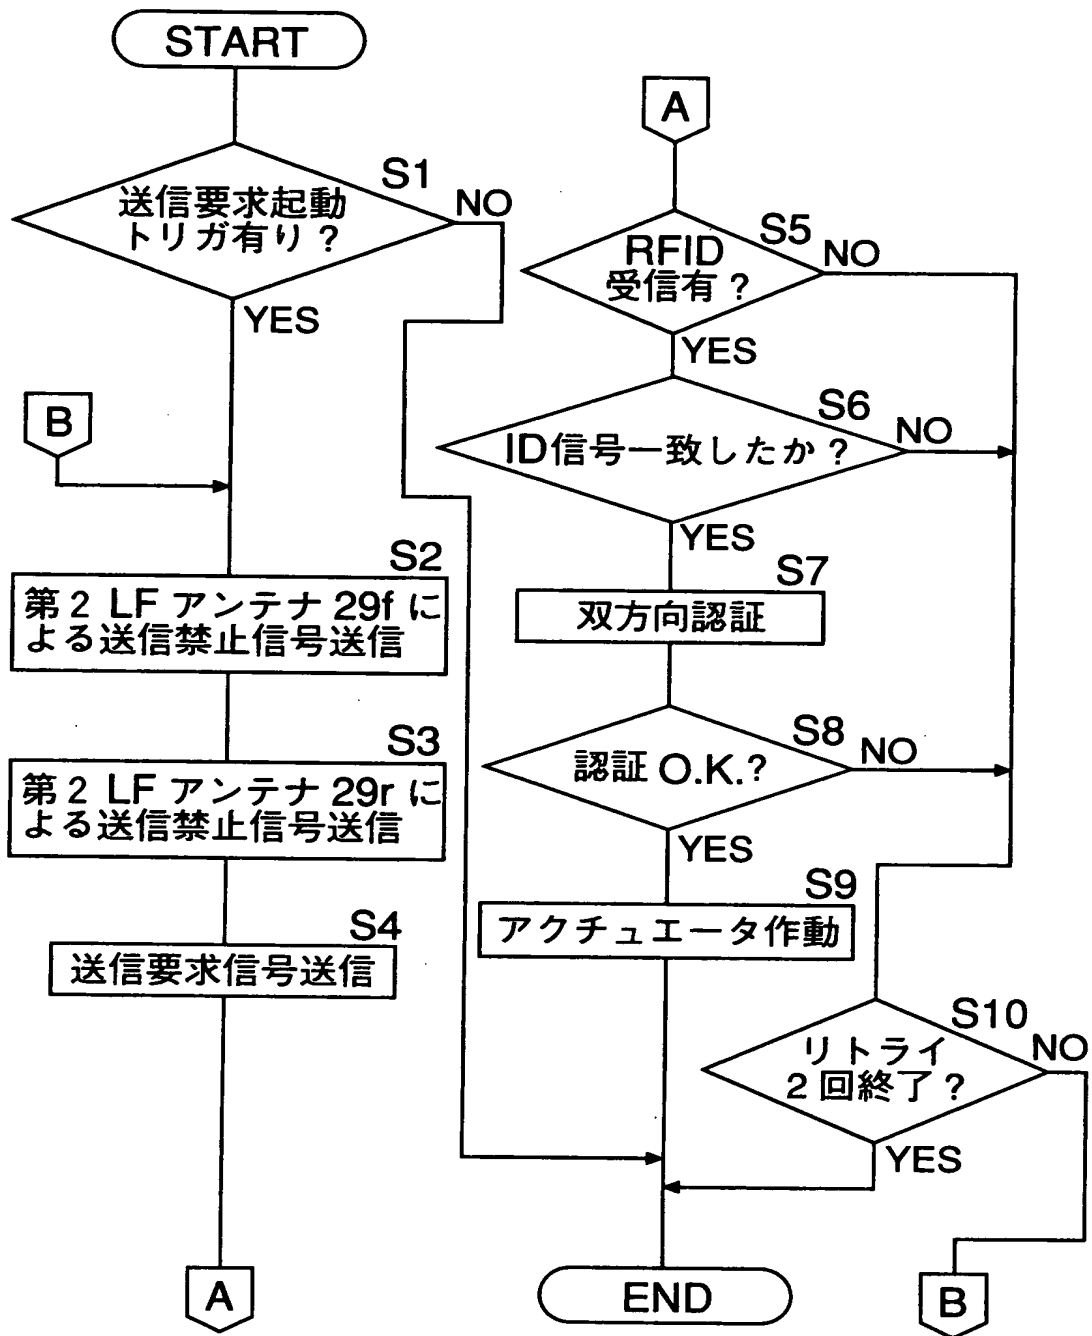 START
S1
送信要求起動
トリガ有り?
NO
YES
B
S2
第2 LF アンテナ 29f に
よる送信禁止信号送信
S3
第2 LF アンテナ 29r に
よる送信禁止信号送信
S4
送信要求信号送信
A
A
S5
RFID
受信有?
NO
YES
S6
ID信号一致したか?
NO
YES
S7
双方向認証
S8
認証 O.K.?
NO
YES
S9
アクチュエータ作動
S10
リトライ
2回終了?
NO
YES
END
B